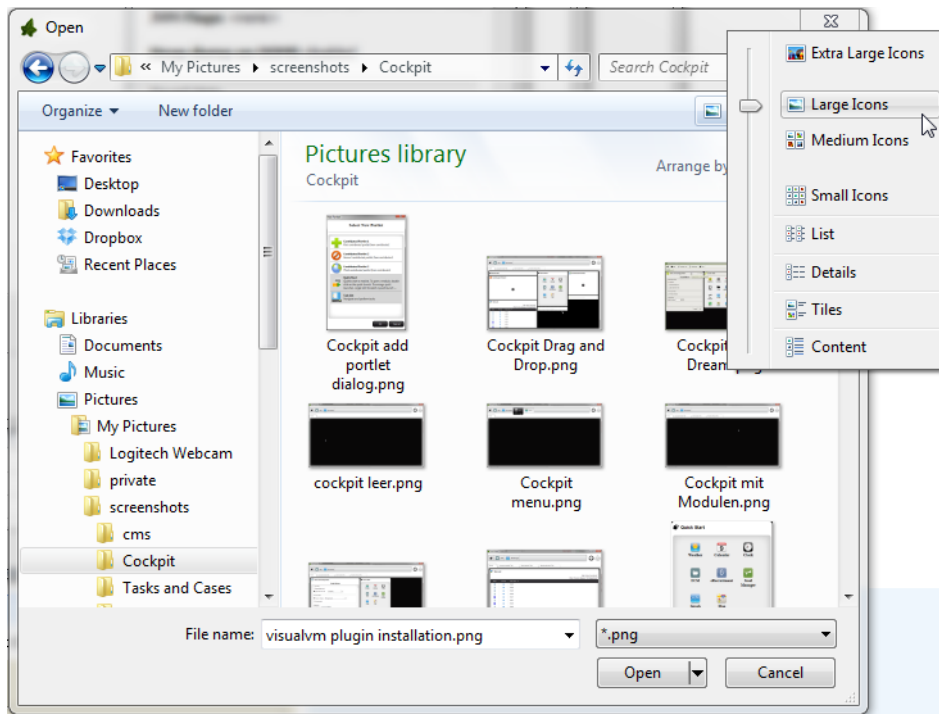 Open
« My Pictures ▸ screenshots ▸ Cockpit
Search Cockpit
Organize
New folder
Favorites
Desktop
Downloads
Dropbox
Recent Places
Libraries
Documents
Music
Pictures
My Pictures
Logitech Webcam
private
screenshots
cms
Cockpit
Tasks and Cases
Pictures library
Cockpit
Arrange by
Cockpit add
portlet
dialog.png
Cockpit Drag and
Drop.png
Cockpit
cockpit leer.png
Cockpit
menu.png
Cockpit mit
Modulen.png
Quick Start
Extra Large Icons
Large Icons
Medium Icons
Small Icons
List
Details
Tiles
Content
File name:
visualvm plugin installation.png
*.png
Open
Cancel